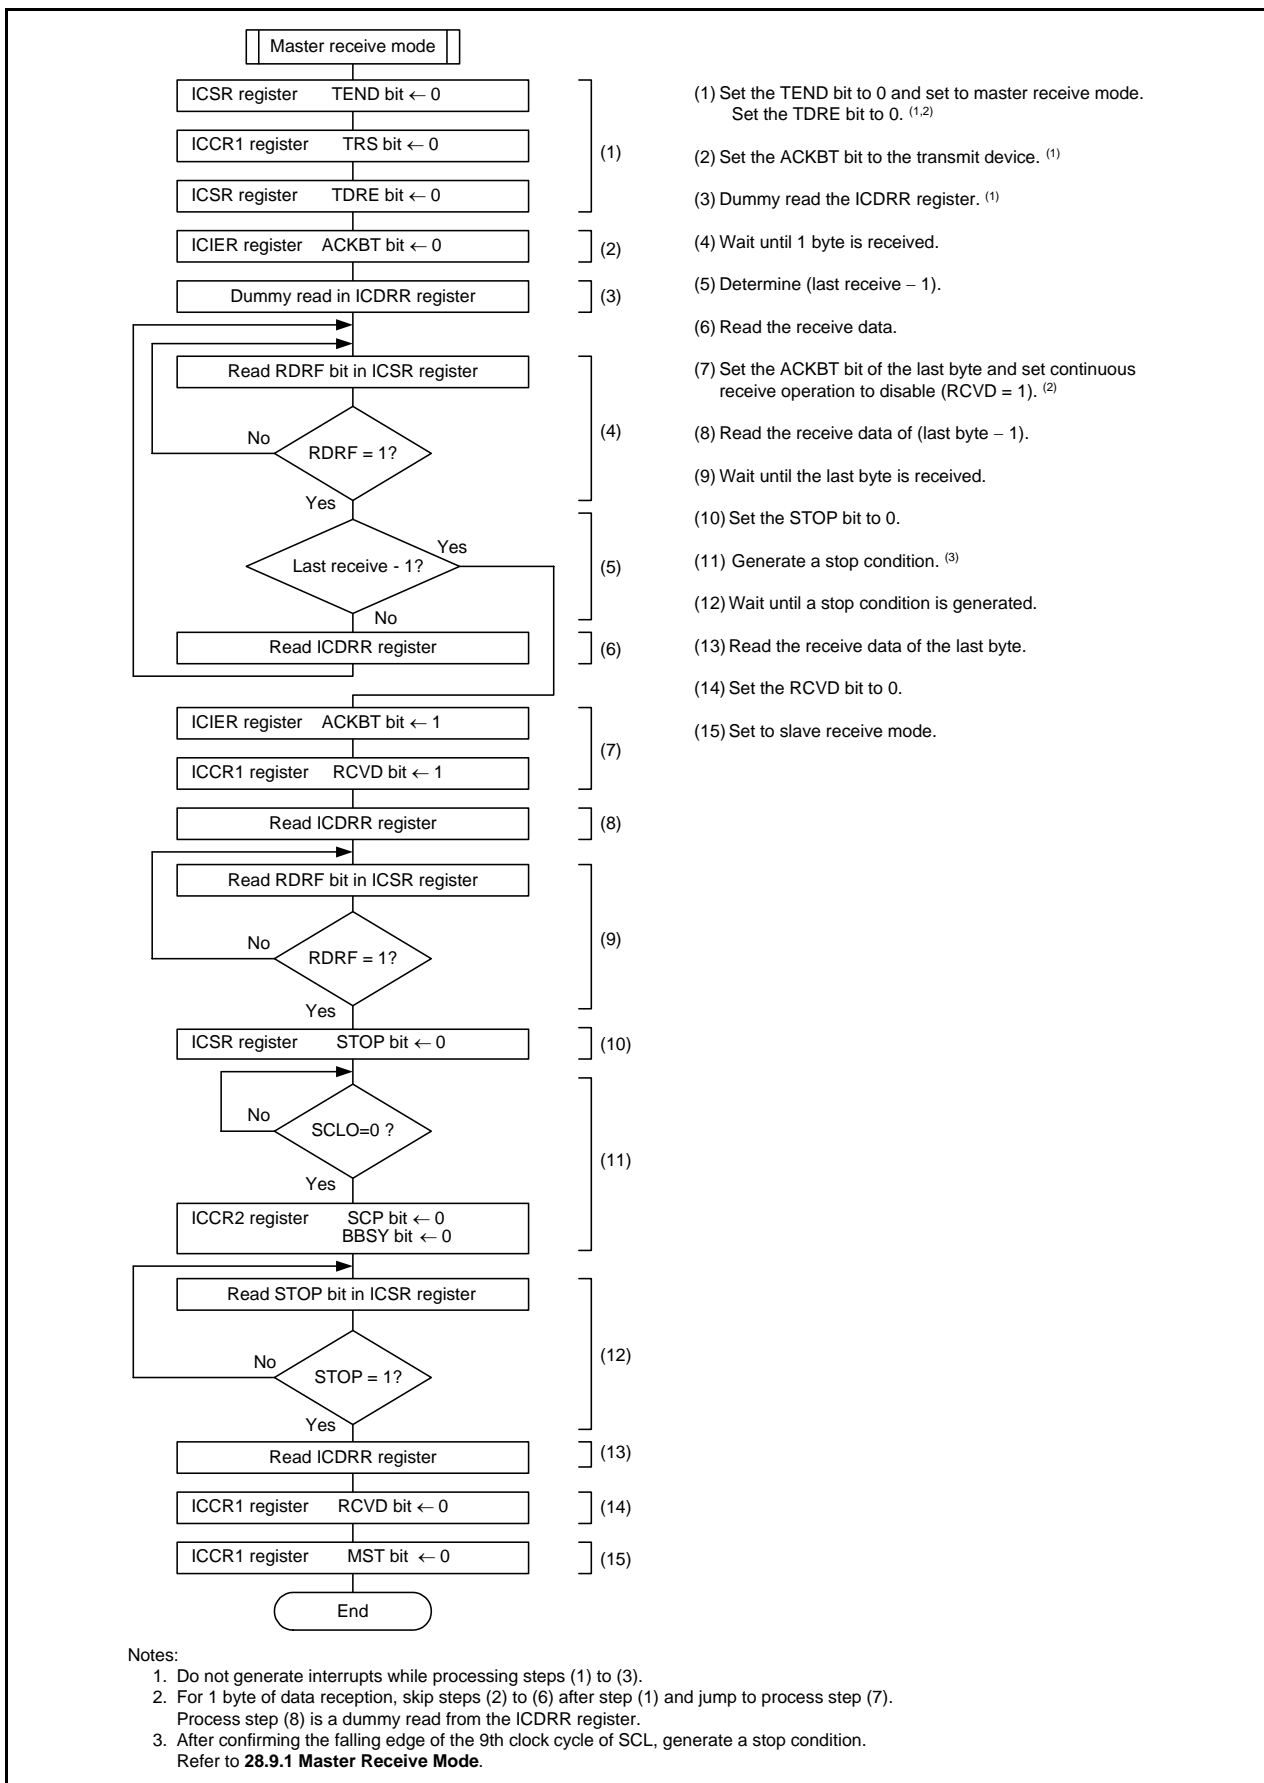 Master receive mode
ICSR register TEND bit ← 0
ICCR1 register TRS bit ← 0
ICSR register TDRE bit ← 0
(1)
ICIER register ACKBT bit ← 0
(2)
Dummy read in ICDRR register
(3)
Read RDRF bit in ICSR register
No
RDRF = 1?
(4)
Yes
Last receive - 1?
Yes
(5)
No
Read ICDRR register
(6)
ICIER register ACKBT bit ← 1
ICCR1 register RCVD bit ← 1
(7)
Read ICDRR register
(8)
Read RDRF bit in ICSR register
No
RDRF = 1?
(9)
Yes
ICSR register STOP bit ← 0
(10)
No
SCLO=0 ?
(11)
Yes
ICCR2 register SCP bit ← 0
BBSY bit ← 0
Read STOP bit in ICSR register
No
STOP = 1?
(12)
Yes
Read ICDRR register
(13)
ICCR1 register RCVD bit ← 0
(14)
ICCR1 register MST bit ← 0
(15)
End
(1) Set the TEND bit to 0 and set to master receive mode.
Set the TDRE bit to 0. (1,2)
(2) Set the ACKBT bit to the transmit device. (1)
(3) Dummy read the ICDRR register. (1)
(4) Wait until 1 byte is received.
(5) Determine (last receive − 1).
(6) Read the receive data.
(7) Set the ACKBT bit of the last byte and set continuous
receive operation to disable (RCVD = 1). (2)
(8) Read the receive data of (last byte − 1).
(9) Wait until the last byte is received.
(10) Set the STOP bit to 0.
(11) Generate a stop condition. (3)
(12) Wait until a stop condition is generated.
(13) Read the receive data of the last byte.
(14) Set the RCVD bit to 0.
(15) Set to slave receive mode.
Notes:
1. Do not generate interrupts while processing steps (1) to (3).
2. For 1 byte of data reception, skip steps (2) to (6) after step (1) and jump to process step (7).
Process step (8) is a dummy read from the ICDRR register.
3. After confirming the falling edge of the 9th clock cycle of SCL, generate a stop condition.
Refer to 28.9.1 Master Receive Mode.